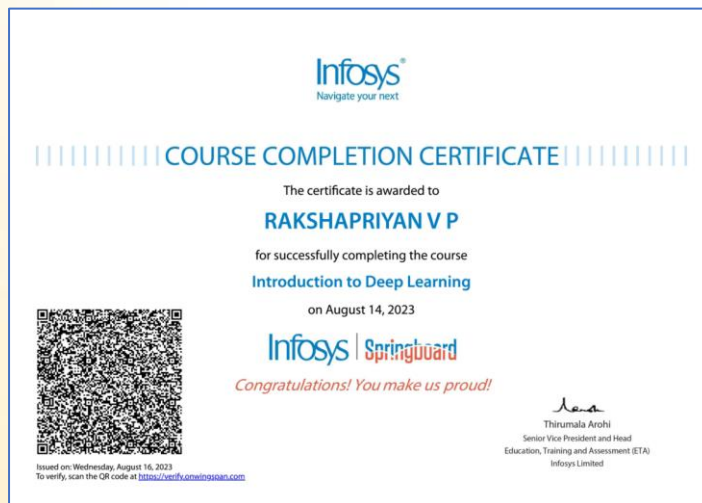 Infosys®
Navigate your next
COURSE COMPLETION CERTIFICATE
The certificate is awarded to
RAKSHAPRIYAN V P
for successfully completing the course
Introduction to Deep Learning
on August 14, 2023
Infosys | Springboard
Congratulations! You make us proud!
Thirumala Arohi
Senior Vice President and Head
Education, Training and Assessment (ETA)
Infosys Limited
Issued on: Wednesday, August 16, 2023
To verify, scan the QR code at https://verify.onwingspan.com